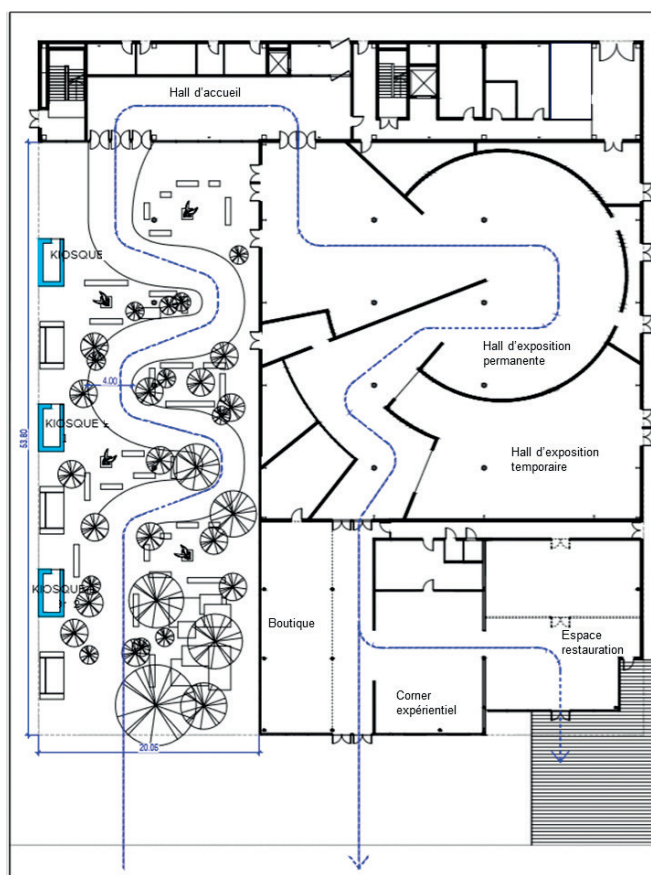 Hall d'accueil
KIOSQUE
Hall d'exposition
permanente
4.00
53.80
KIOSQUE
Hall d'exposition
temporaire
KIOSQUE
Boutique
Espace
restauration
Corner
expérientiel
20.05